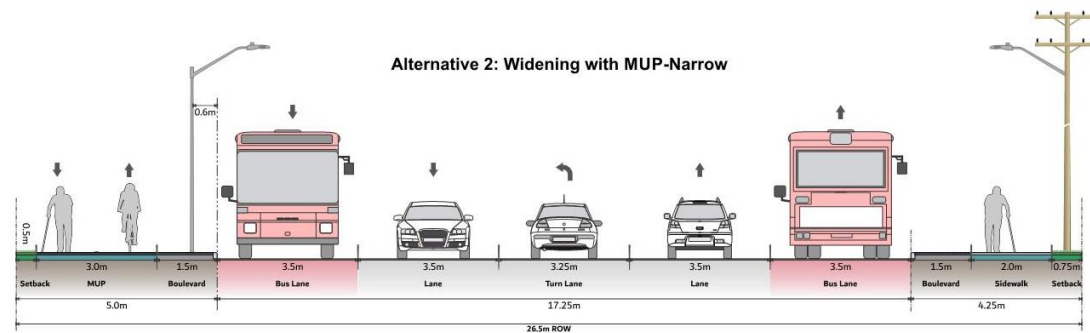 Alternative 2: Widening with MUP-Narrow
0.6m
0.5m
3.0m 1.5m 3.5m 3.5m 3.25m 3.5m 3.5m 1.5m 2.0m 0.75m
Setback MUP Boulevard Bus Lane Lane Turn Lane Lane Bus Lane Boulevard Sidewalk Setback
5.0m 17.25m 4.25m
26.5m ROW